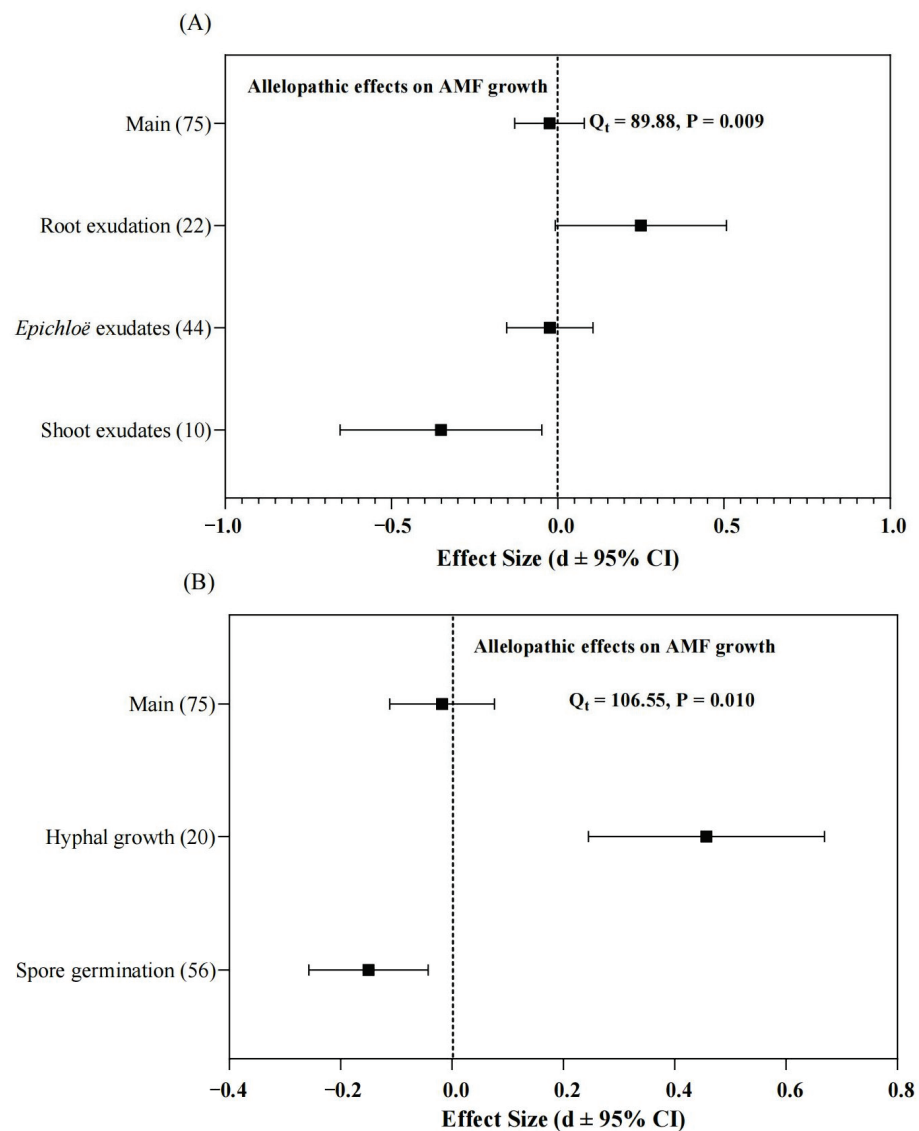 (A)
Allelopathic effects on AMF growth
Main (75)
Qt = 89.88, P = 0.009
Root exudation (22)
Epichloë exudates (44)
Shoot exudates (10)
−1.0 −0.5 0.0 0.5 1.0
Effect Size (d ± 95% CI)
(B)
Allelopathic effects on AMF growth
Main (75)
Qt = 106.55, P = 0.010
Hyphal growth (20)
Spore germination (56)
−0.4 −0.2 0.0 0.2 0.4 0.6 0.8
Effect Size (d ± 95% CI)